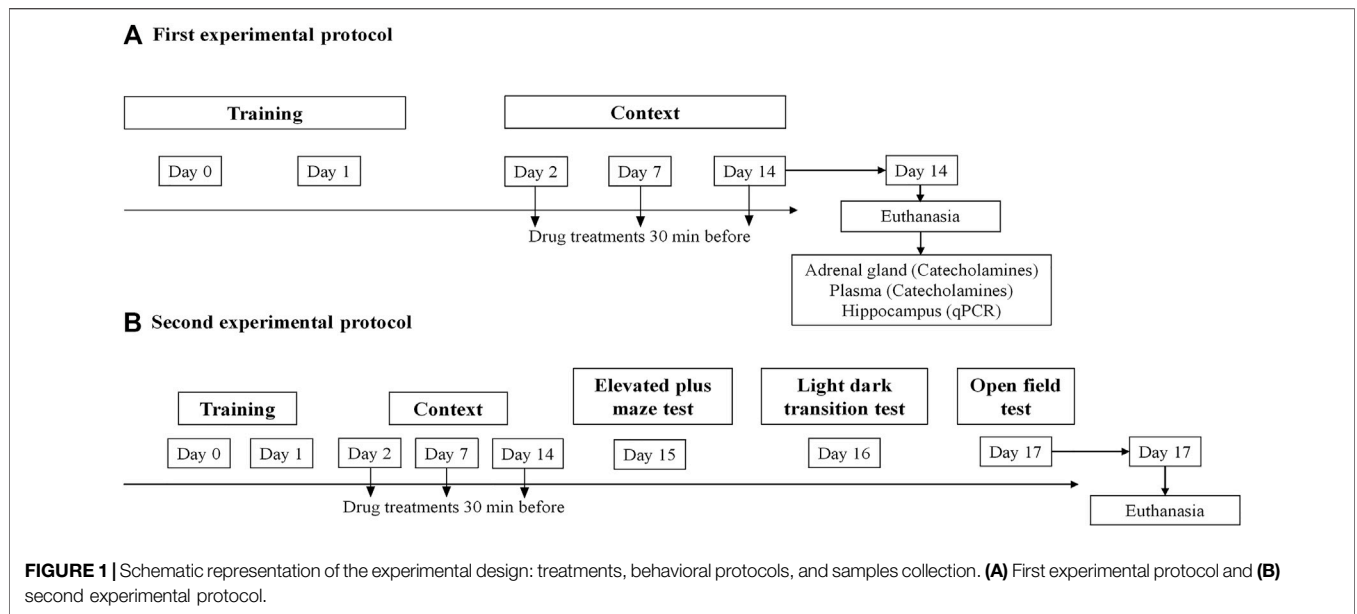 A First experimental protocol
Training
Context
Day 0
Day 1
Day 2
Day 7
Day 14
Day 14
Drug treatments 30 min before
Euthanasia
Adrenal gland (Catecholamines)
Plasma (Catecholamines)
Hippocampus (qPCR)
B Second experimental protocol
Training
Context
Elevated plus
maze test
Light dark
transition test
Open field
test
Day 0
Day 1
Day 2
Day 7
Day 14
Day 15
Day 16
Day 17
Day 17
Drug treatments 30 min before
Euthanasia
FIGURE 1 | Schematic representation of the experimental design: treatments, behavioral protocols, and samples collection. (A) First experimental protocol and (B)
second experimental protocol.